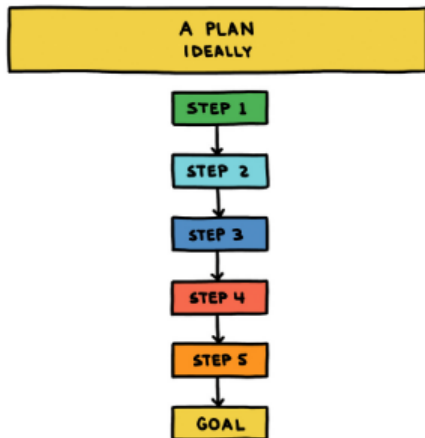 A PLAN
IDEALLY
STEP 1
STEP 2
STEP 3
STEP 4
STEP 5
GOAL